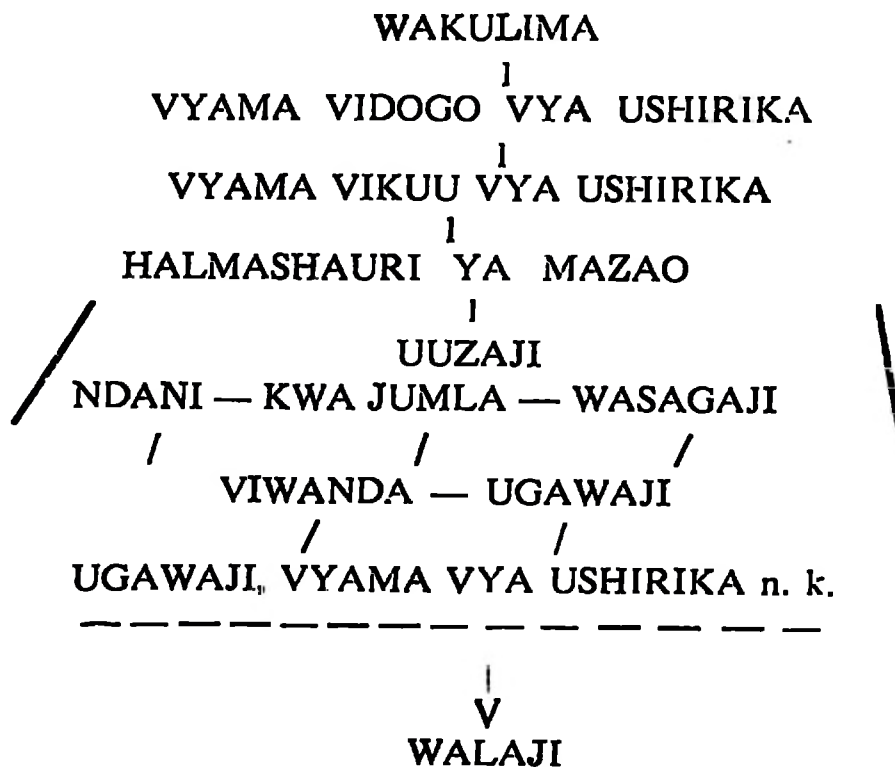 WAKULIMA
VYAMA VIDOGO VYA USHIRIKA
VYAMA VIKUU VYA USHIRIKA
HALMASHAURI YA MAZAO
UUZAJI
NDANI — KWA JUMLA — WASAGAJI
VIWANDA — UGAWAJI
UGAWAJI, VYAMA VYA USHIRIKA n. k.
V
WALAJI